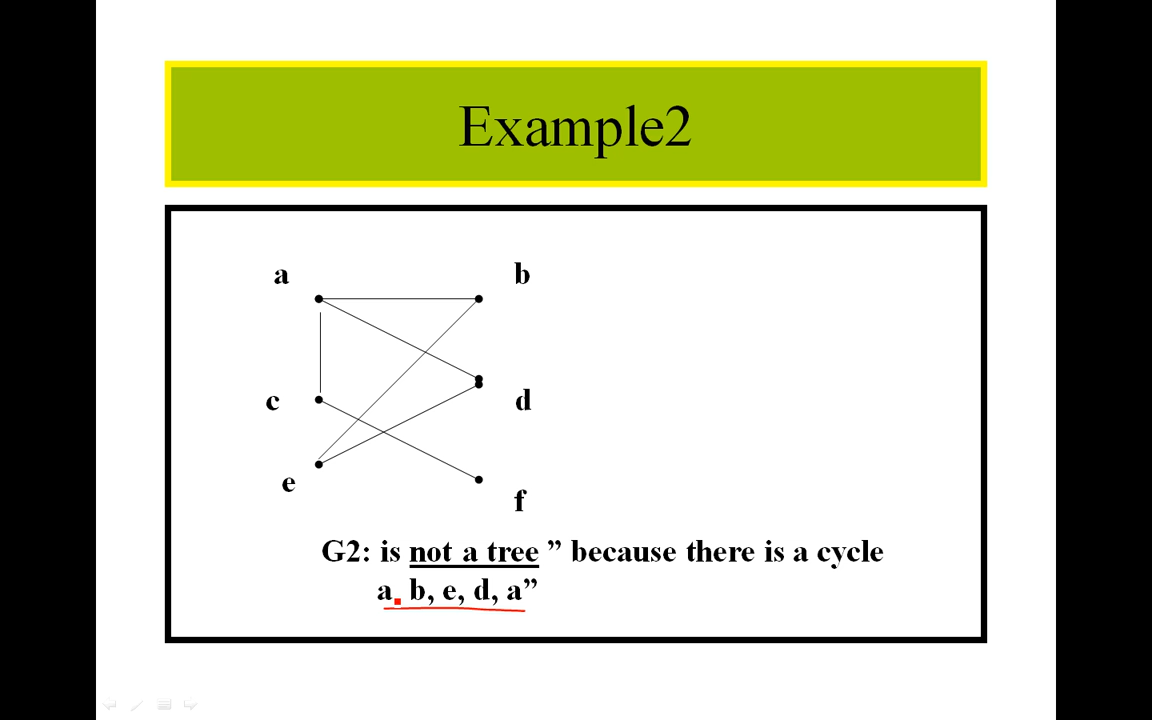 Example2
a
b
c
d
e
f
G2: is not a tree ” because there is a cycle
a, b, e, d, a”